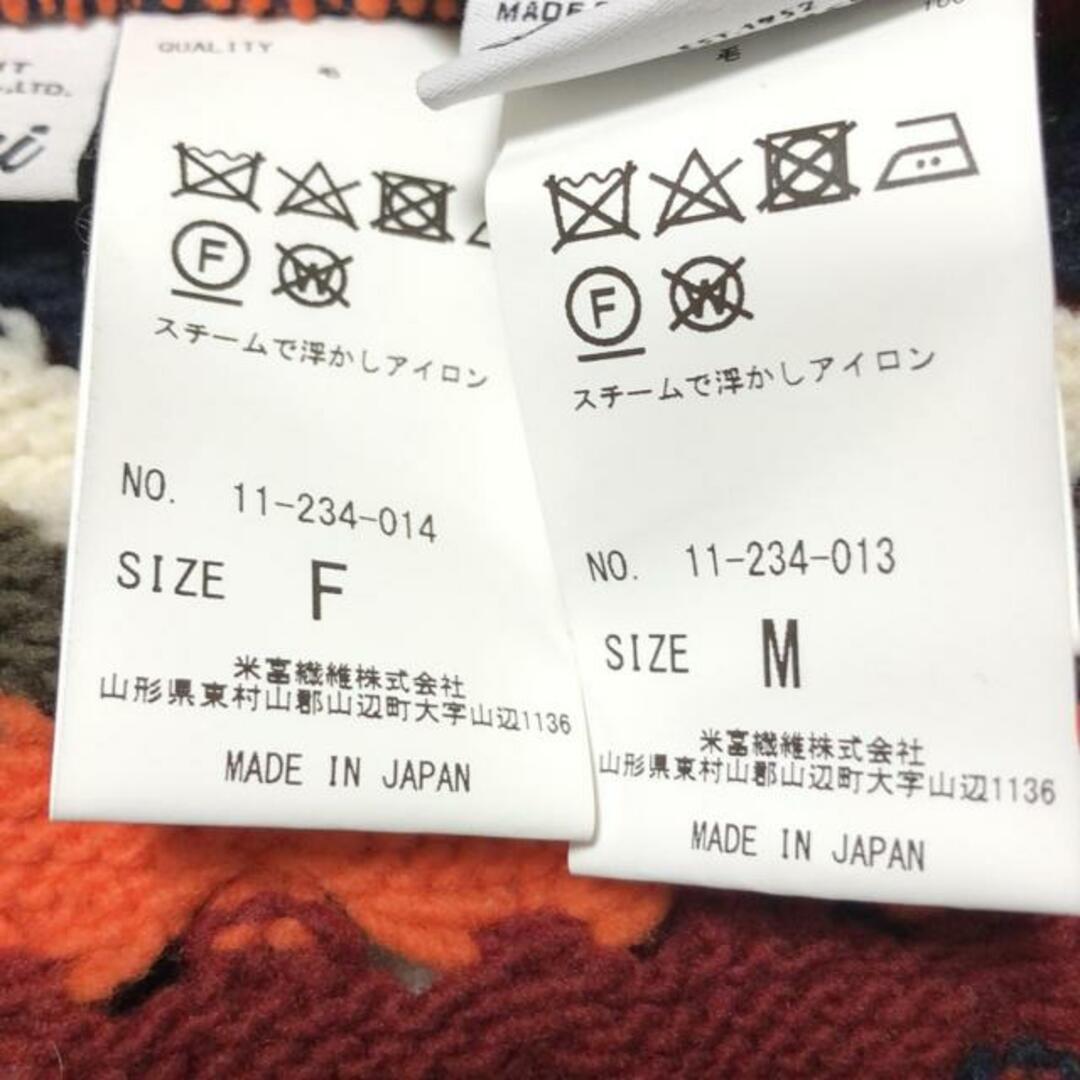 LTD.
QUALITY
毛
F
W
スチームで浮かしアイロン
NO. 11-234-014
SIZE F
米富繊維株式会社
山形県東村山郡山辺町大字山辺1136
MADE IN JAPAN
MADE
EST.1952
毛
F
W
スチームで浮かしアイロン
NO. 11-234-013
SIZE M
米富繊維株式会社
山形県東村山郡山辺町大字山辺1136
MADE IN JAPAN